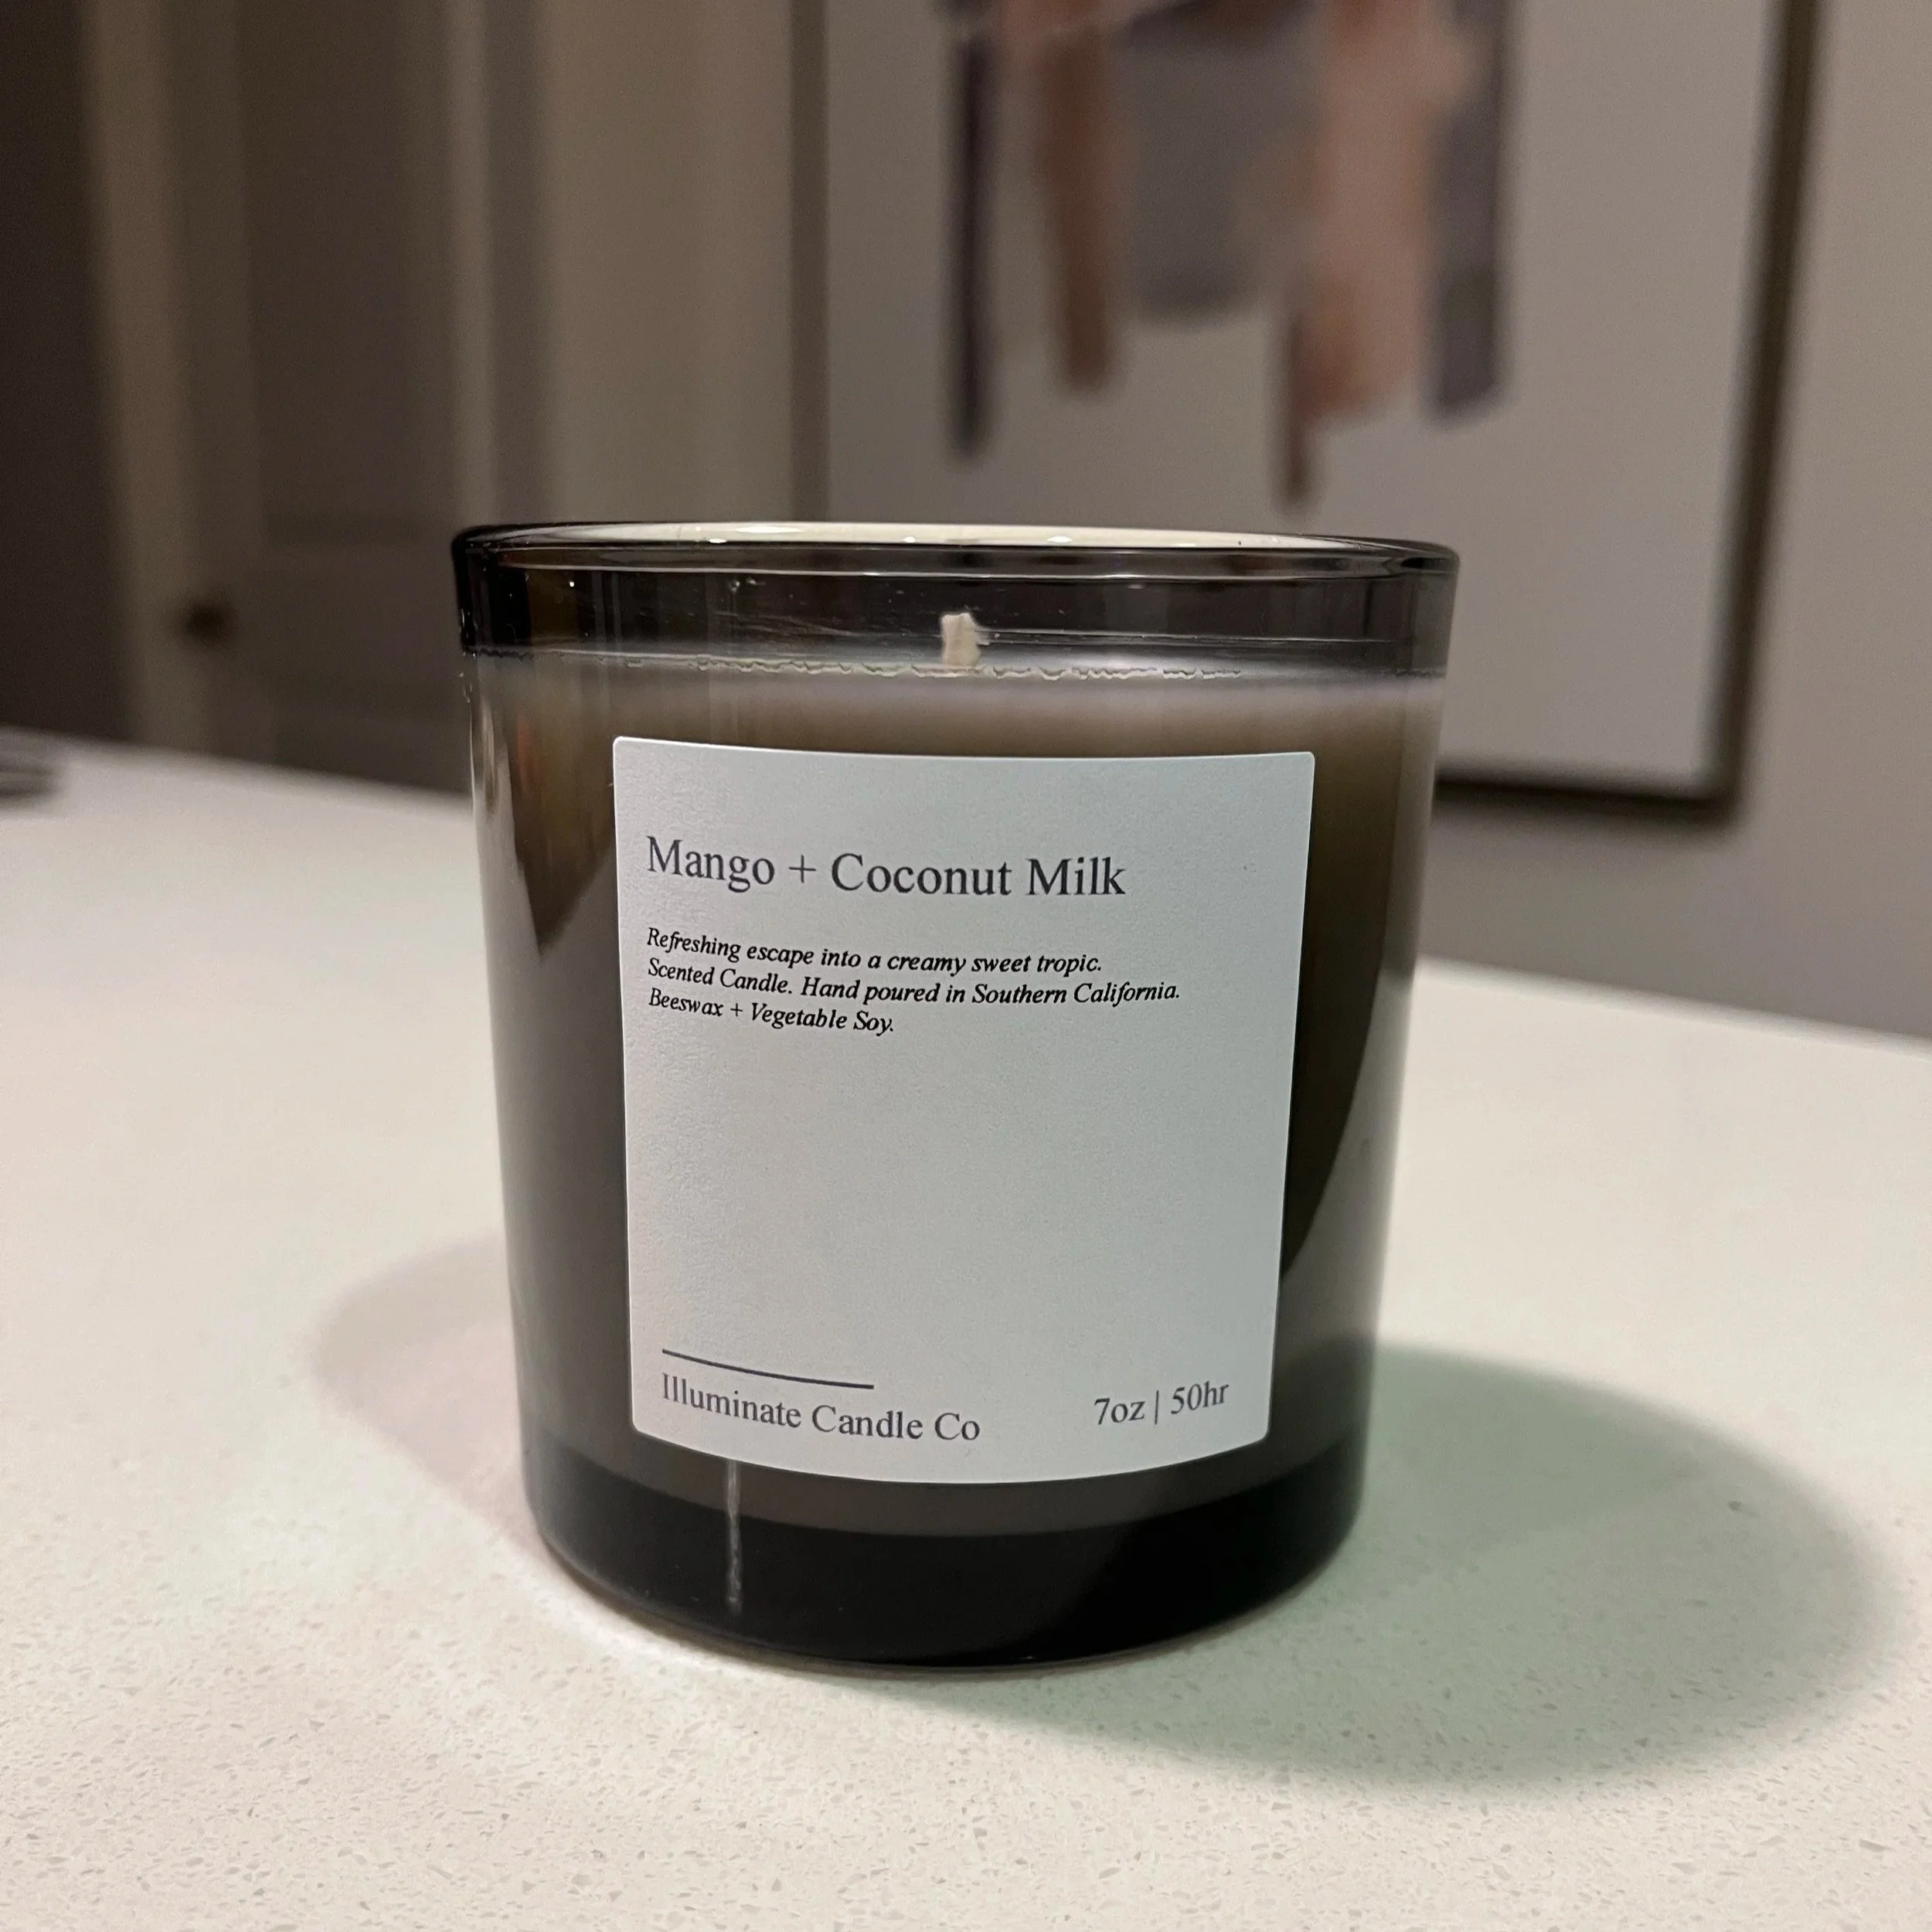 Mango + Coconut Milk
Refreshing escape into a creamy sweet tropic.
Scented Candle. Hand poured in Southern California.
Beeswax + Vegetable Soy.
Illuminate Candle Co
7oz | 50hr